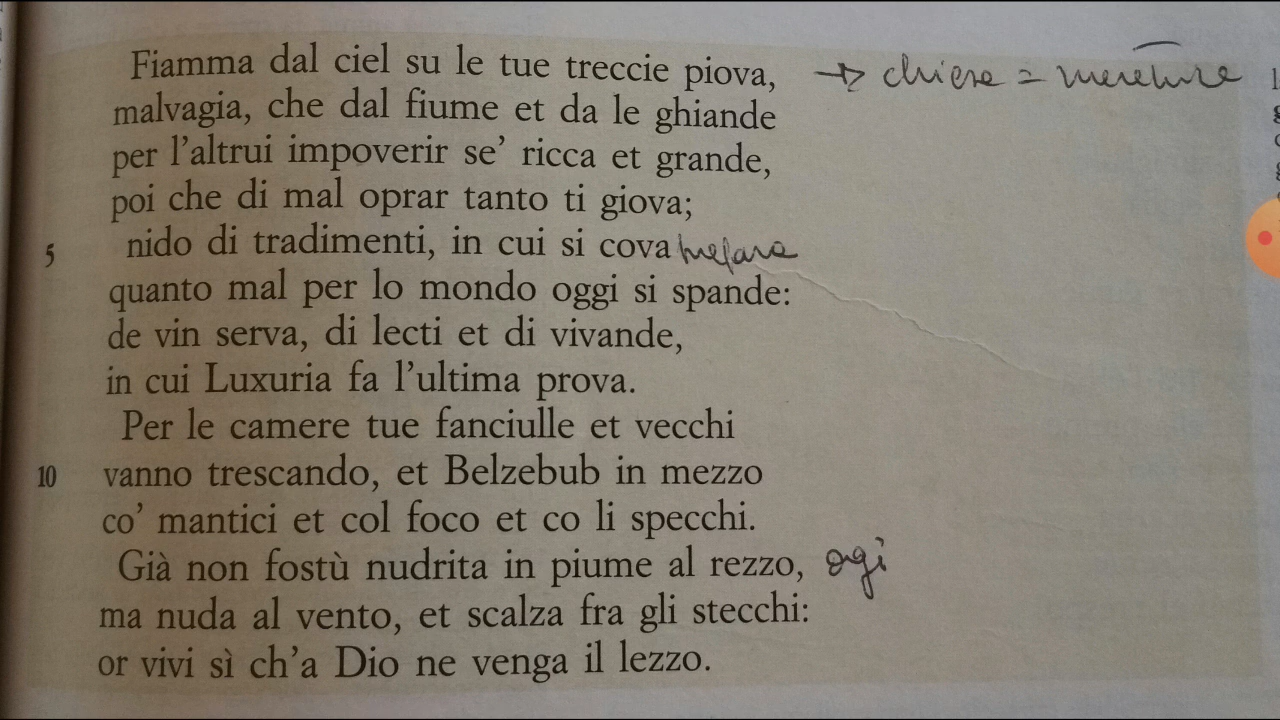 Fiamma dal ciel su le tue treccie piova, → chiesa = meretrice
malvagia, che dal fiume et da le ghiande
per l'altrui impoverir se' ricca et grande,
poi che di mal oprar tanto ti giova;
5 nido di tradimenti, in cui si cova
quanto mal per lo mondo oggi si spande:
de vin serva, di lecti et di vivande,
in cui Luxuria fa l'ultima prova.
Per le camere tue fanciulle et vecchi
10 vanno trescando, et Belzebub in mezzo
co' mantici et col foco et co li specchi.
Già non fostù nudrita in piume al rezzo, agi
ma nuda al vento, et scalza fra gli stecchi:
or vivi sì ch'a Dio ne venga il lezzo.